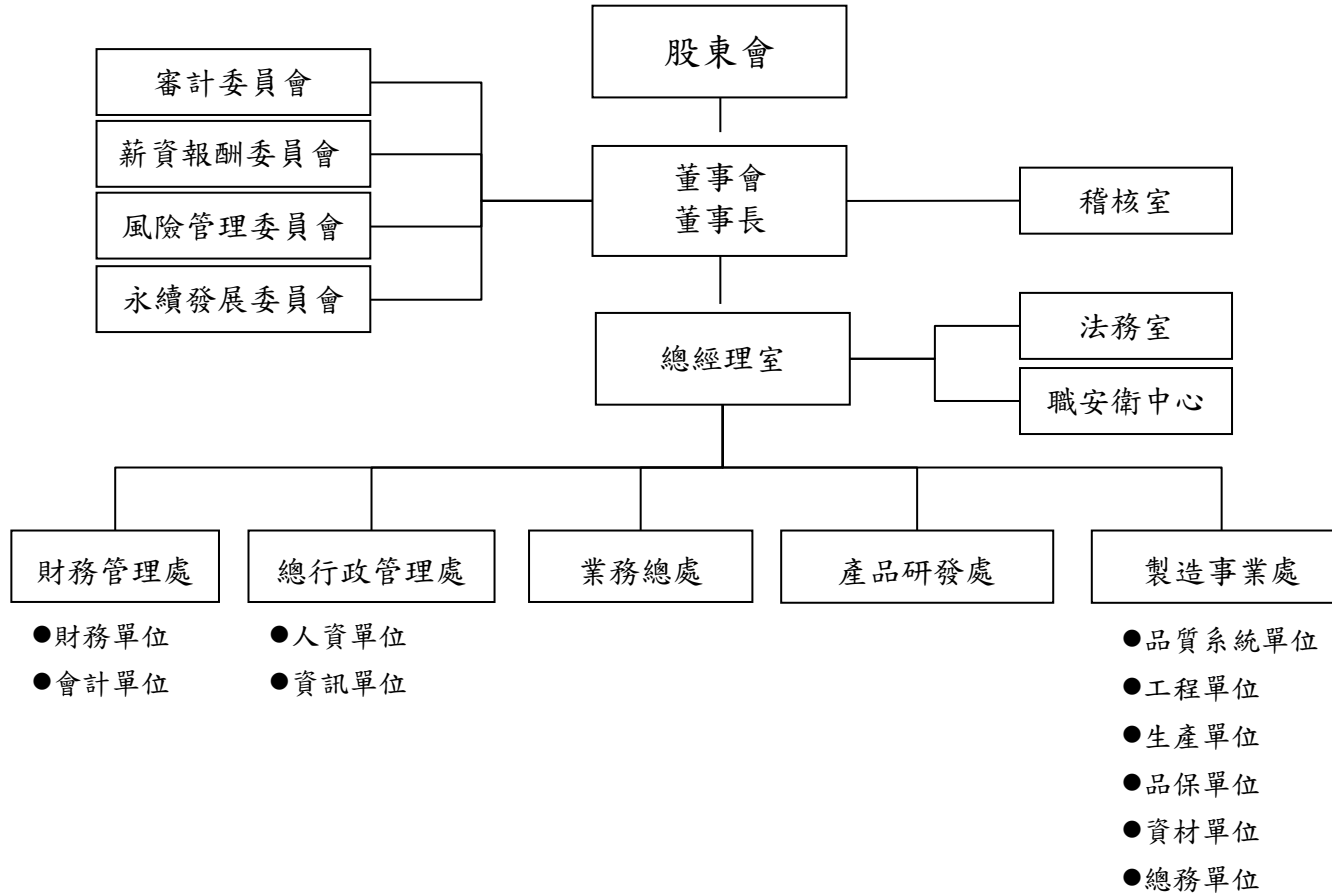 股東會
審計委員會
薪資報酬委員會
風險管理委員會
永續發展委員會
董事會
董事長
稽核室
總經理室
法務室
職安衛中心
財務管理處
●財務單位
●會計單位
總行政管理處
●人資單位
●資訊單位
業務總處
產品研發處
製造事業處
●品質系統單位
●工程單位
●生產單位
●品保單位
●資材單位
●總務單位